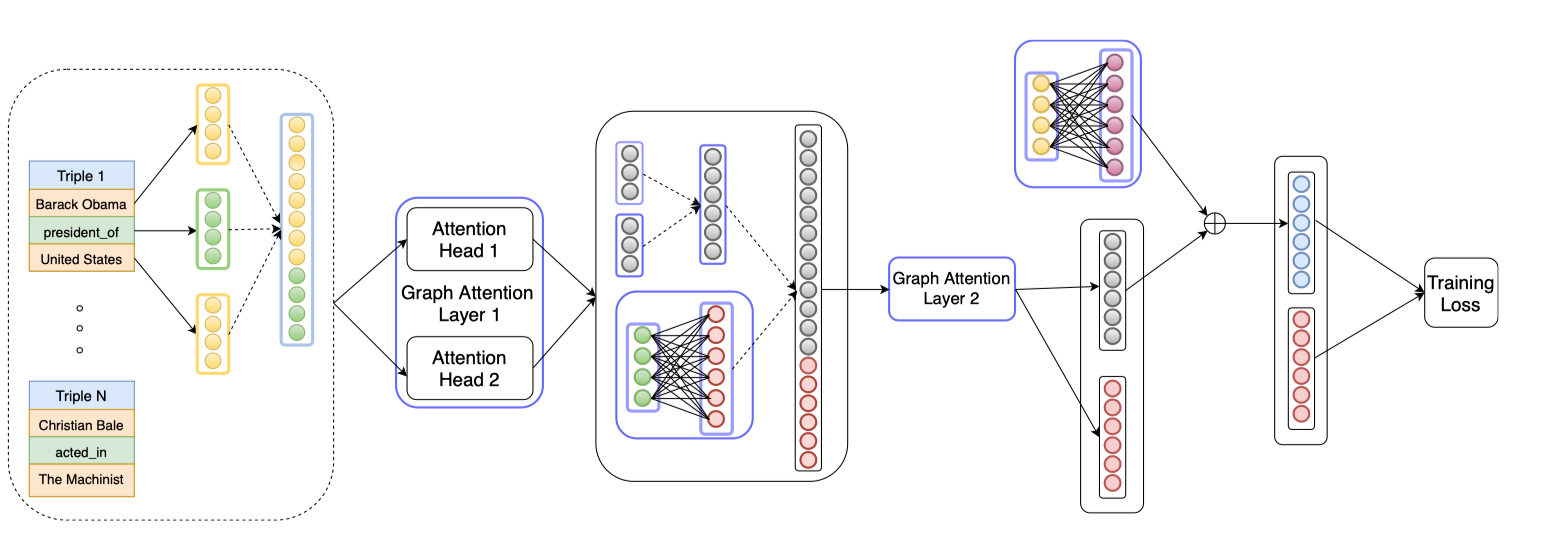 Triple 1
Barack Obama
president_of
United States
Triple N
Christian Bale
acted_in
The Machinist
Attention
Head 1
Graph Attention
Layer 1
Attention
Head 2
Graph Attention
Layer 2
Training
Loss